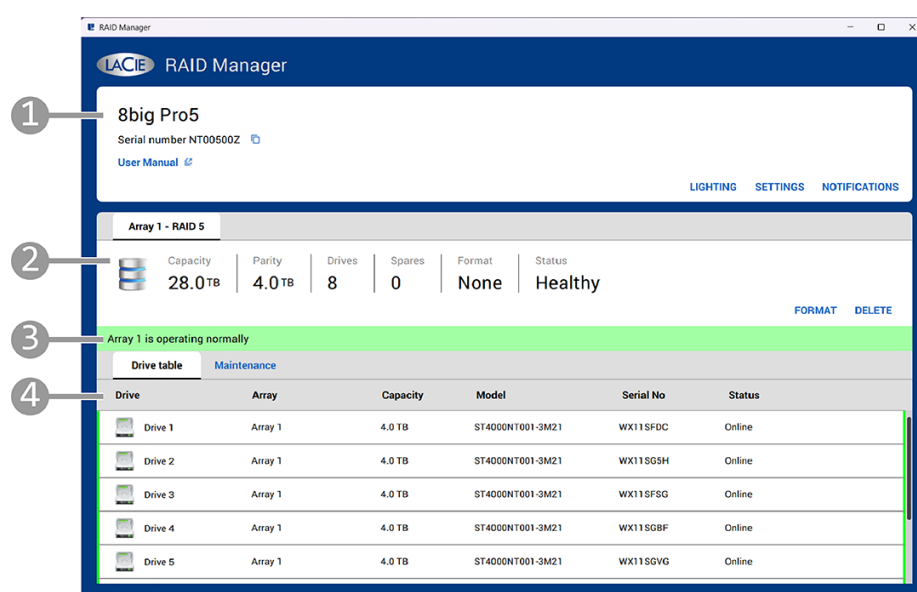 RAID Manager
LACIE RAID Manager
1
8big Pro5
Serial number NT00500Z
User Manual
LIGHTING SETTINGS NOTIFICATIONS
Array 1 - RAID 5
2
Capacity Parity Drives Spares Format Status
28.0 TB 4.0 TB 8 0 None Healthy
FORMAT DELETE
3
Array 1 is operating normally
Drive table Maintenance
4
Drive Array Capacity Model Serial No Status
Drive 1 Array 1 4.0 TB ST4000NT001-3M21 WX11SFDC Online
Drive 2 Array 1 4.0 TB ST4000NT001-3M21 WX11SG5H Online
Drive 3 Array 1 4.0 TB ST4000NT001-3M21 WX11SFSG Online
Drive 4 Array 1 4.0 TB ST4000NT001-3M21 WX11SGBF Online
Drive 5 Array 1 4.0 TB ST4000NT001-3M21 WX11SGVG Online